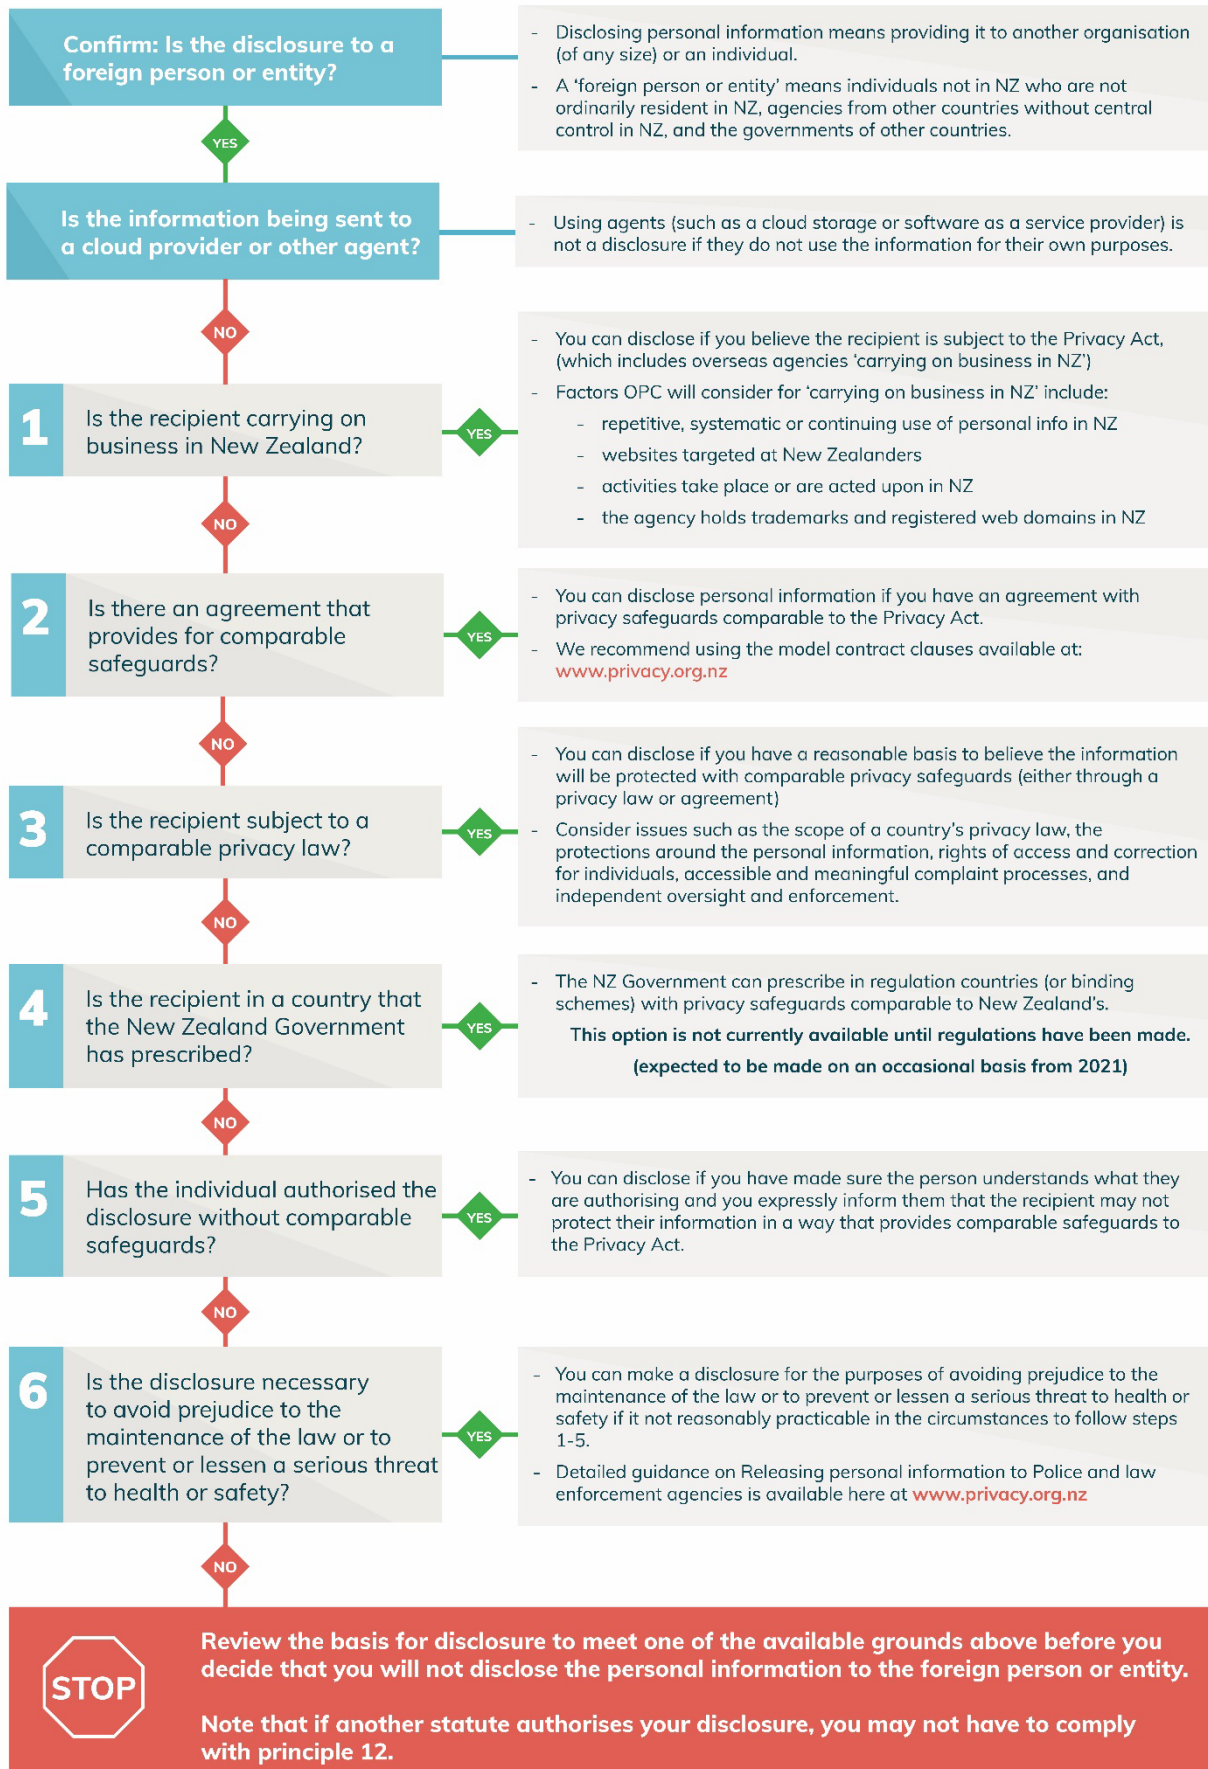 Confirm: Is the disclosure to a
foreign person or entity?
- Disclosing personal information means providing it to another organisation
(of any size) or an individual.
- A ‘foreign person or entity’ means individuals not in NZ who are not
ordinarily resident in NZ, agencies from other countries without central
control in NZ, and the governments of other countries.
YES
Is the information being sent to
a cloud provider or other agent?
- Using agents (such as a cloud storage or software as a service provider) is
not a disclosure if they do not use the information for their own purposes.
NO
1
Is the recipient carrying on
business in New Zealand?
YES
- You can disclose if you believe the recipient is subject to the Privacy Act,
(which includes overseas agencies ‘carrying on business in NZ’)
- Factors OPC will consider for ‘carrying on business in NZ’ include:
- repetitive, systematic or continuing use of personal info in NZ
- websites targeted at New Zealanders
- activities take place or are acted upon in NZ
- the agency holds trademarks and registered web domains in NZ
NO
2
Is there an agreement that
provides for comparable
safeguards?
YES
- You can disclose personal information if you have an agreement with
privacy safeguards comparable to the Privacy Act.
- We recommend using the model contract clauses available at:
www.privacy.org.nz
NO
3
Is the recipient subject to a
comparable privacy law?
YES
- You can disclose if you have a reasonable basis to believe the information
will be protected with comparable privacy safeguards (either through a
privacy law or agreement)
- Consider issues such as the scope of a country’s privacy law, the
protections around the personal information, rights of access and correction
for individuals, accessible and meaningful complaint processes, and
independent oversight and enforcement.
NO
4
Is the recipient in a country that
the New Zealand Government
has prescribed?
YES
- The NZ Government can prescribe in regulation countries (or binding
schemes) with privacy safeguards comparable to New Zealand’s.
This option is not currently available until regulations have been made.
(expected to be made on an occasional basis from 2021)
NO
5
Has the individual authorised the
disclosure without comparable
safeguards?
YES
- You can disclose if you have made sure the person understands what they
are authorising and you expressly inform them that the recipient may not
protect their information in a way that provides comparable safeguards to
the Privacy Act.
NO
6
Is the disclosure necessary
to avoid prejudice to the
maintenance of the law or to
prevent or lessen a serious threat
to health or safety?
YES
- You can make a disclosure for the purposes of avoiding prejudice to the
maintenance of the law or to prevent or lessen a serious threat to health or
safety if it not reasonably practicable in the circumstances to follow steps
1-5.
- Detailed guidance on Releasing personal information to Police and law
enforcement agencies is available here at www.privacy.org.nz
NO
STOP
Review the basis for disclosure to meet one of the available grounds above before you
decide that you will not disclose the personal information to the foreign person or entity.
Note that if another statute authorises your disclosure, you may not have to comply
with principle 12.